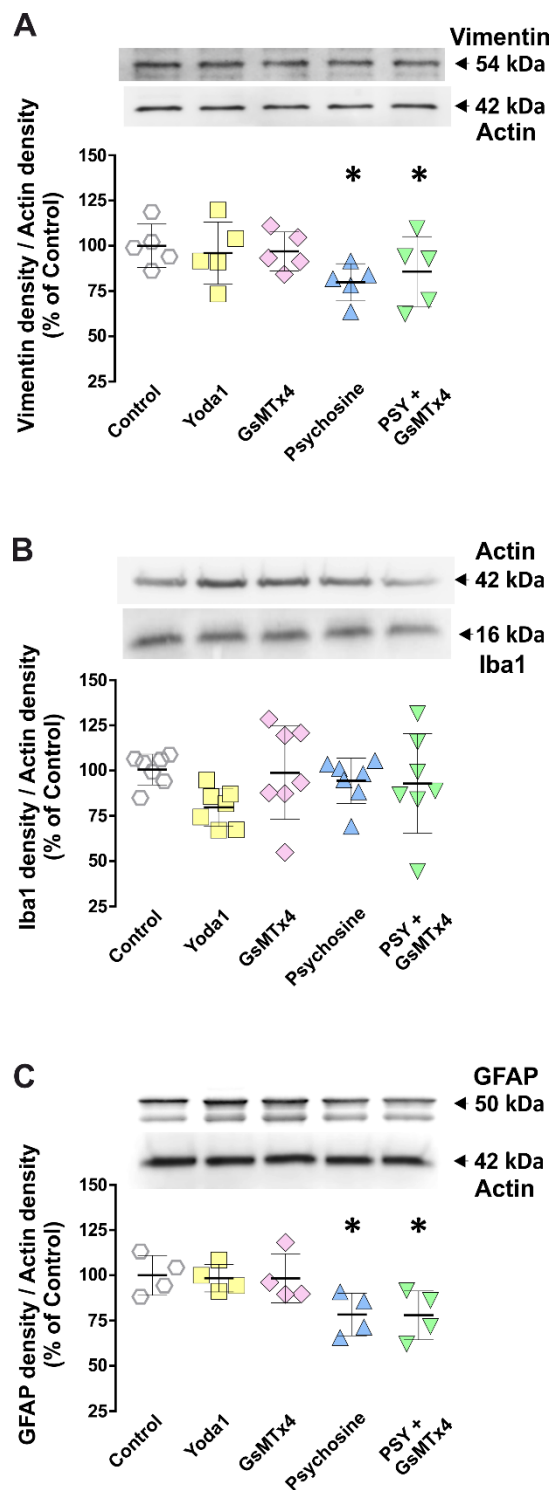 A
Vimentin
54 kDa
42 kDa
Actin
Vimentin density / Actin density
(% of Control)
150
125
100
75
50
25
* *
Control
Yoda1
GsMTx4
Psychosine
PSY +
GsMTx4
B
Actin
42 kDa
16 kDa
Iba1
Iba1 density / Actin density
(% of Control)
150
125
100
75
50
25
Control
Yoda1
GsMTx4
Psychosine
PSY +
GsMTx4
C
GFAP
50 kDa
42 kDa
Actin
GFAP density / Actin density
(% of Control)
150
125
100
75
50
25
* *
Control
Yoda1
GsMTx4
Psychosine
PSY +
GsMTx4